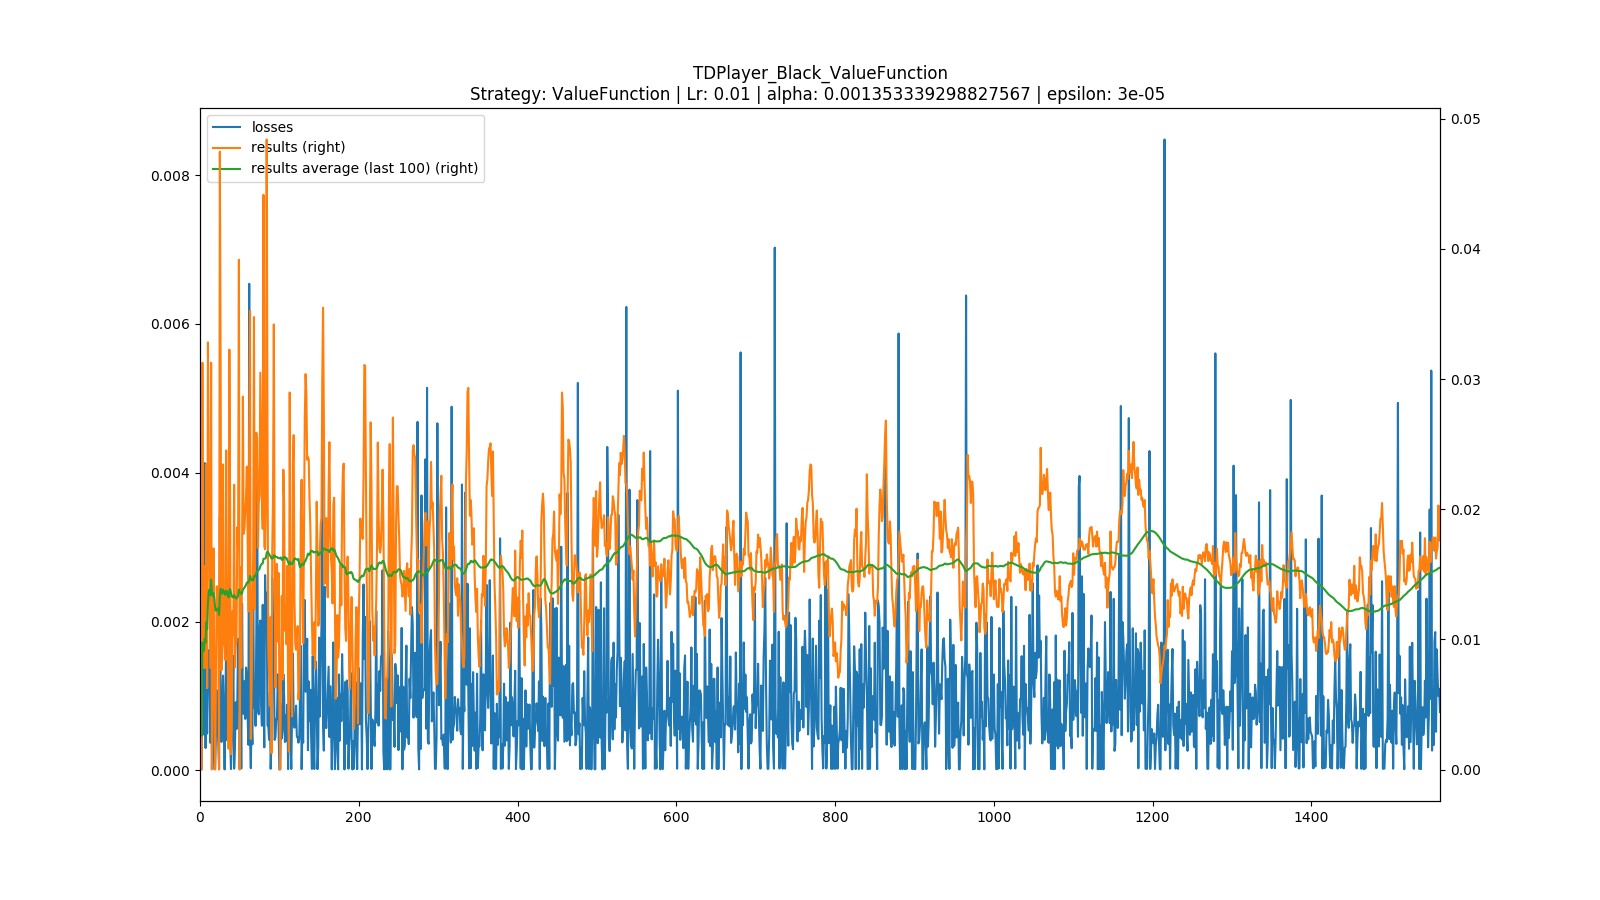 TDPlayer_Black_ValueFunction
Strategy: ValueFunction | Lr: 0.01 | alpha: 0.001353339298827567 | epsilon: 3e-05
losses
results (right)
results average (last 100) (right)
0.008
0.006
0.004
0.002
0.000
0.05
0.04
0.03
0.02
0.01
0.00
0 200 400 600 800 1000 1200 1400